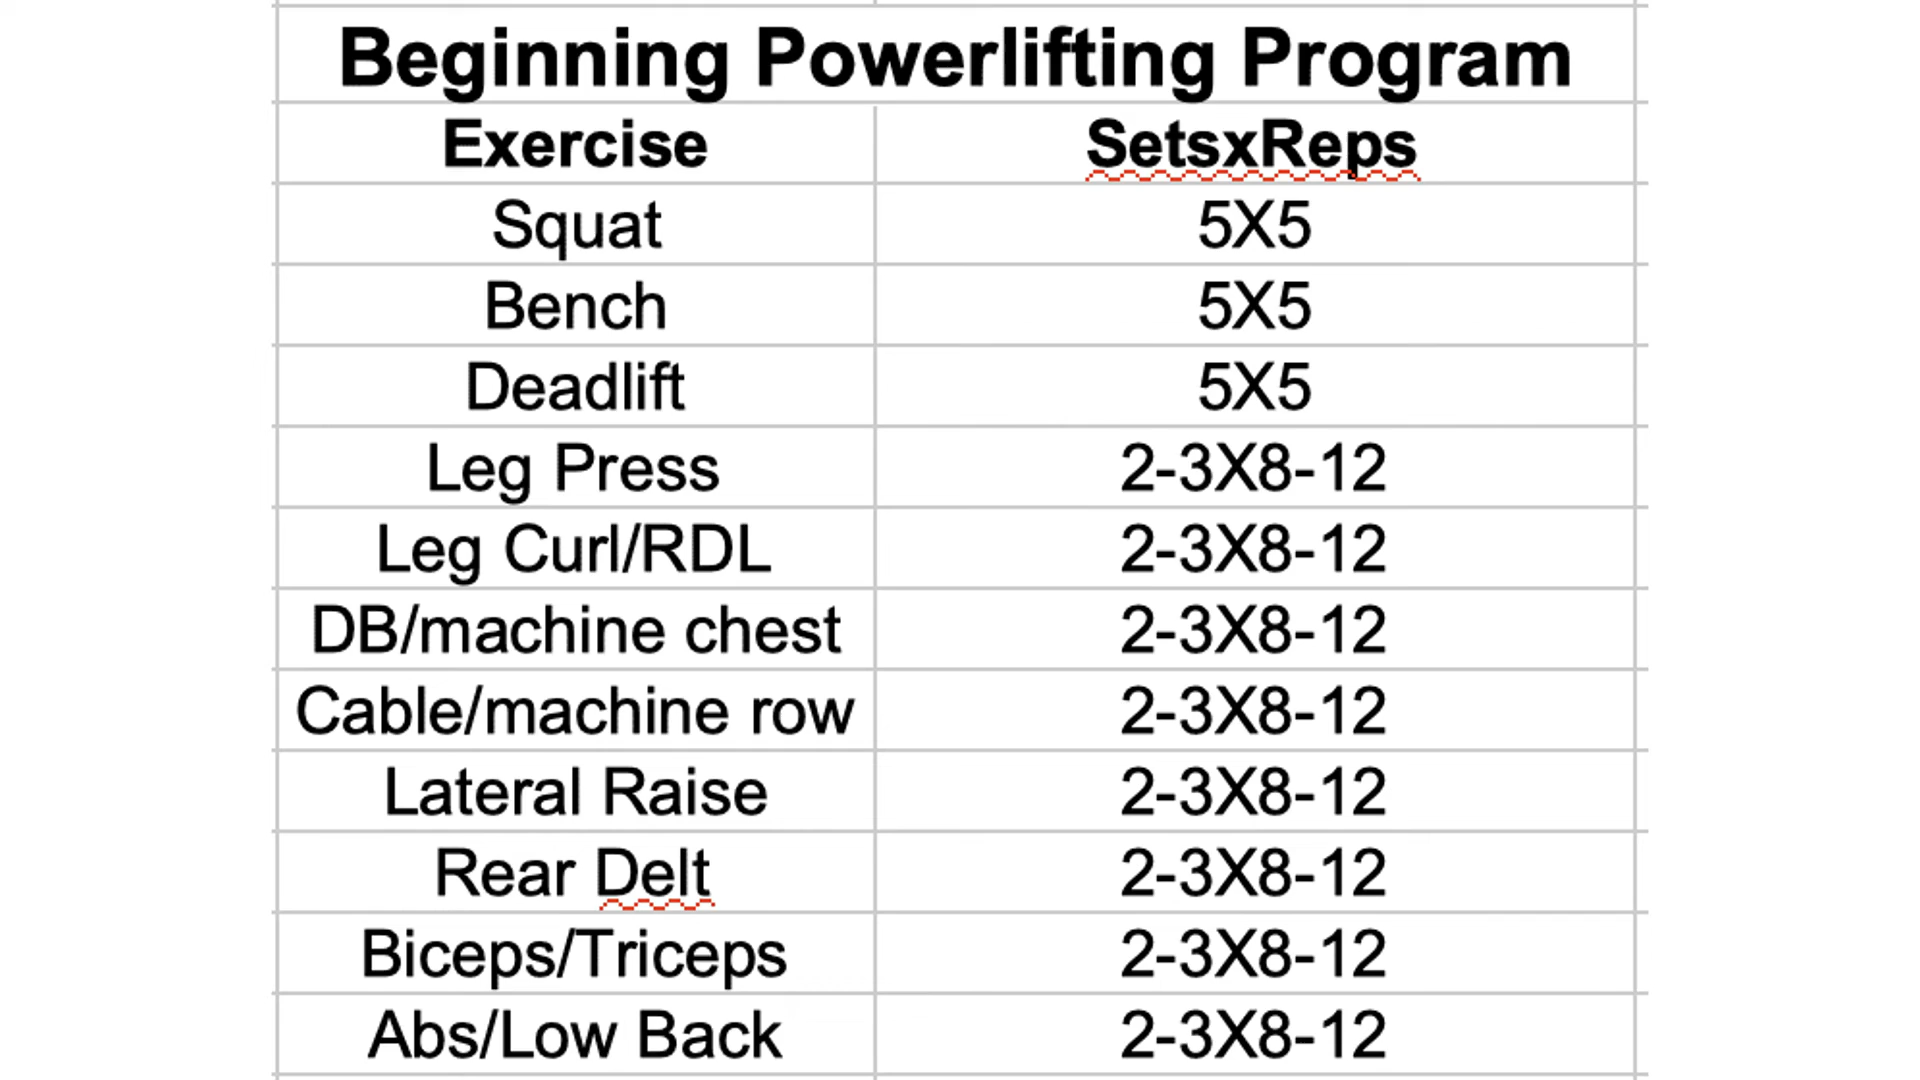 Beginning Powerlifting Program
Exercise SetsxReps
Squat 5X5
Bench 5X5
Deadlift 5X5
Leg Press 2-3X8-12
Leg Curl/RDL 2-3X8-12
DB/machine chest 2-3X8-12
Cable/machine row 2-3X8-12
Lateral Raise 2-3X8-12
Rear Delt 2-3X8-12
Biceps/Triceps 2-3X8-12
Abs/Low Back 2-3X8-12